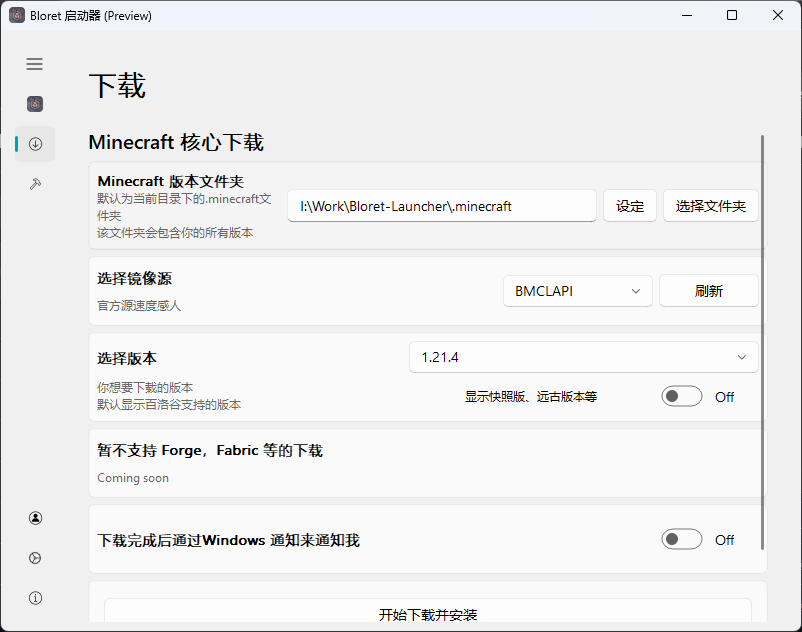 Bloret 启动器 (Preview)
下载
Minecraft 核心下载
Minecraft 版本文件夹
默认为当前目录下的.minecraft文
件夹
该文件夹会包含你的所有版本
I:\Work\Bloret-Launcher\.minecraft
设定
选择文件夹
选择镜像源
官方源速度感人
BMCLAPI
刷新
选择版本
你想要下载的版本
默认显示百洛谷支持的版本
1.21.4
显示快照版、远古版本等
Off
暂不支持 Forge，Fabric 等的下载
Coming soon
下载完成后通过Windows 通知来通知我
Off
开始下载并安装